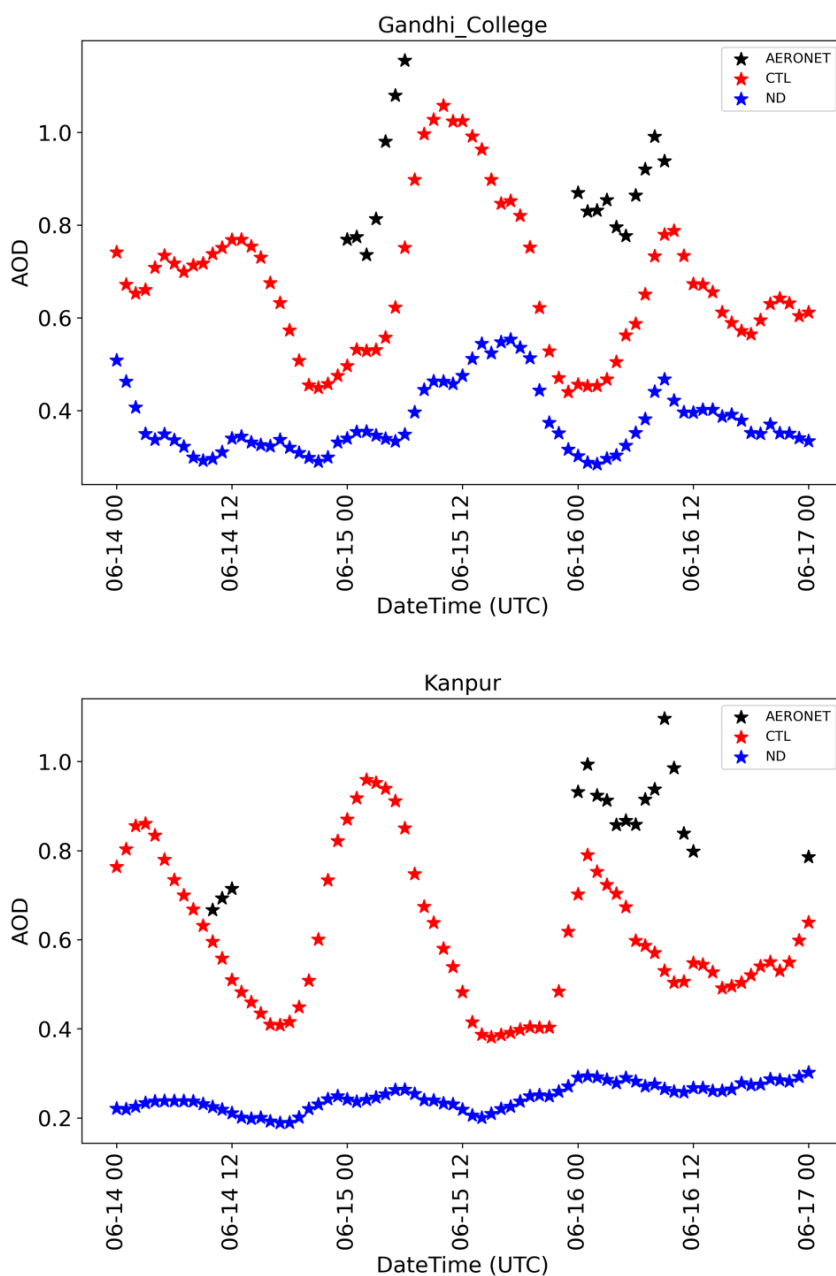 Gandhi_College
AERONET
CTL
ND
1.0
0.8
0.6
0.4
AOD
06-14 00
06-14 12
06-15 00
06-15 12
06-16 00
06-16 12
06-17 00
DateTime (UTC)
Kanpur
AERONET
CTL
ND
1.0
0.8
0.6
0.4
0.2
AOD
06-14 00
06-14 12
06-15 00
06-15 12
06-16 00
06-16 12
06-17 00
DateTime (UTC)